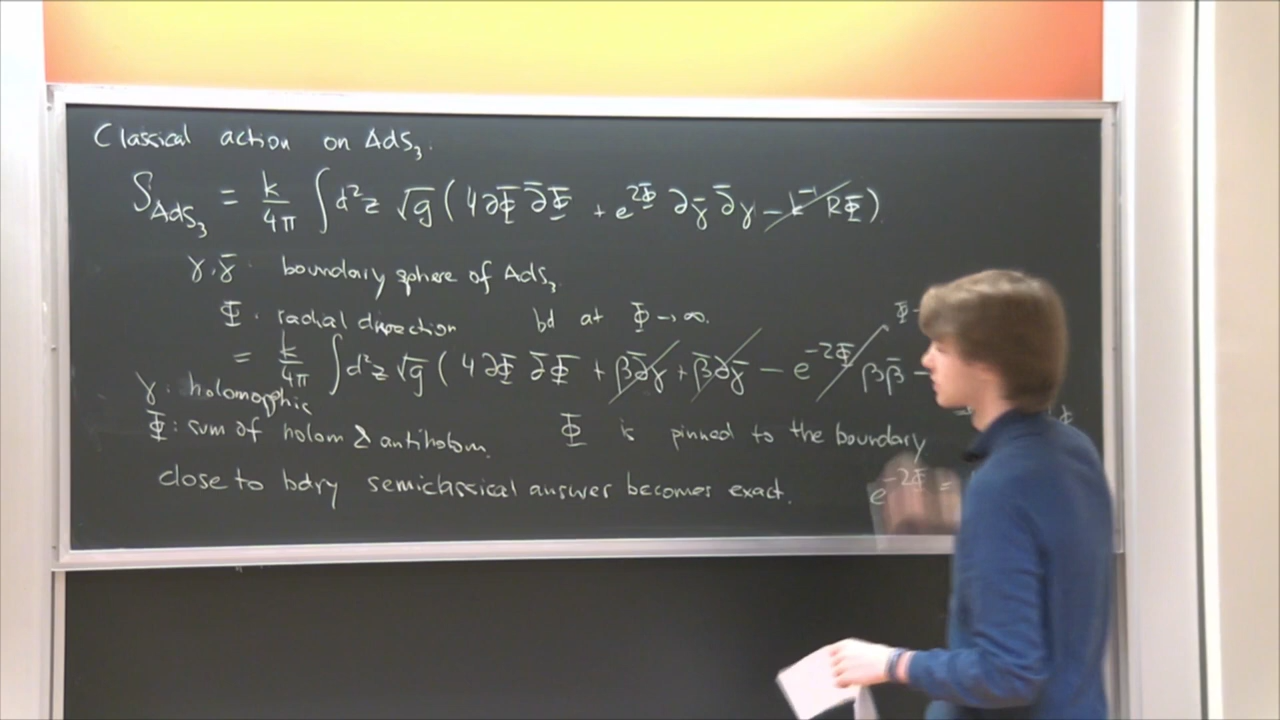 Classical action on AdS₃:
S_AdS₃ = k/4π ∫d²z √g (4∂Φ ∂̄Φ + e^{2Φ} ∂γ̄ ∂̄γ − k⁻¹ RΦ)
γ, γ̄ : boundary sphere of AdS₃
Φ : radial direction bd at Φ → ∞.
= k/4π ∫d²z √g (4∂Φ ∂̄Φ + β∂̄γ + β̄∂γ̄ − e^{−2Φ} ββ̄ −
γ : holomorphic
Φ : sum of holom & antiholom. Φ is pinned to the boundary
close to bdry semiclassical answer becomes exact. e^{−2Φ} =